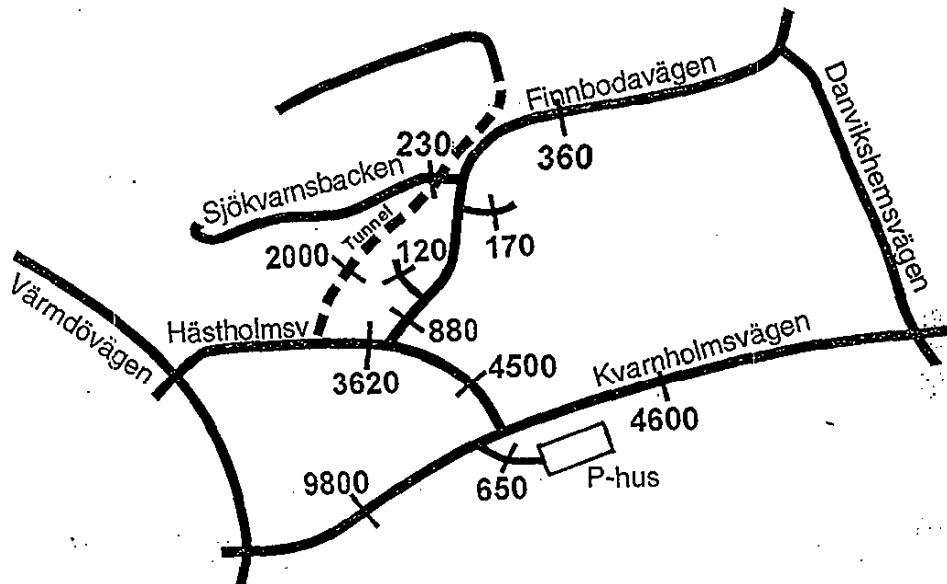 Finnbodavägen
Danvikshemsvägen
230
360
Sjökvarnsbacken
Tunnel
170
2000
120
Värmdövägen
Hästholmsv
880
Kvarnholmsvägen
3620
4500
4600
9800
650
P-hus